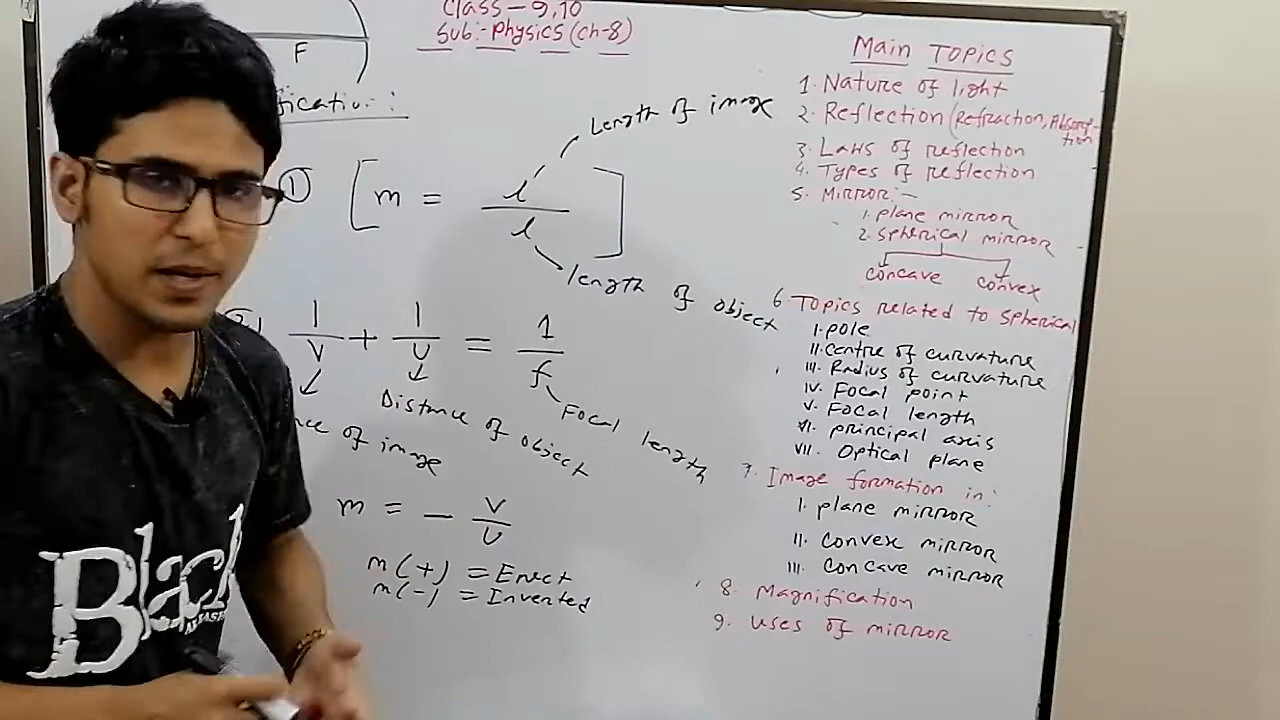 Class-9,10
Sub:-Physics (ch-8)
F
Length of image
① [m = l' / l]
length of object
1/v + 1/u = 1/f
Distance of object
Focal length
of image
m = - v/u
m(+) = Erect
m(-) = Inverted
Main TOPICS
1. Nature of light
2. Reflection (Refraction, Absorp-
tion
3. Laws of reflection
4. Types of reflection
5. Mirror:-
1. plane mirror
2. Spherical mirror
concave convex
6. Topics related to spherical
I. pole
II. Centre of curvature
III. Radius of curvature
IV. Focal point
V. Focal length
VI. principal axis
VII. Optical plane
7. Image formation in:
I. plane mirror
II. Convex mirror
III. Concave mirror
8. Magnification
9. Uses of mirror
Black